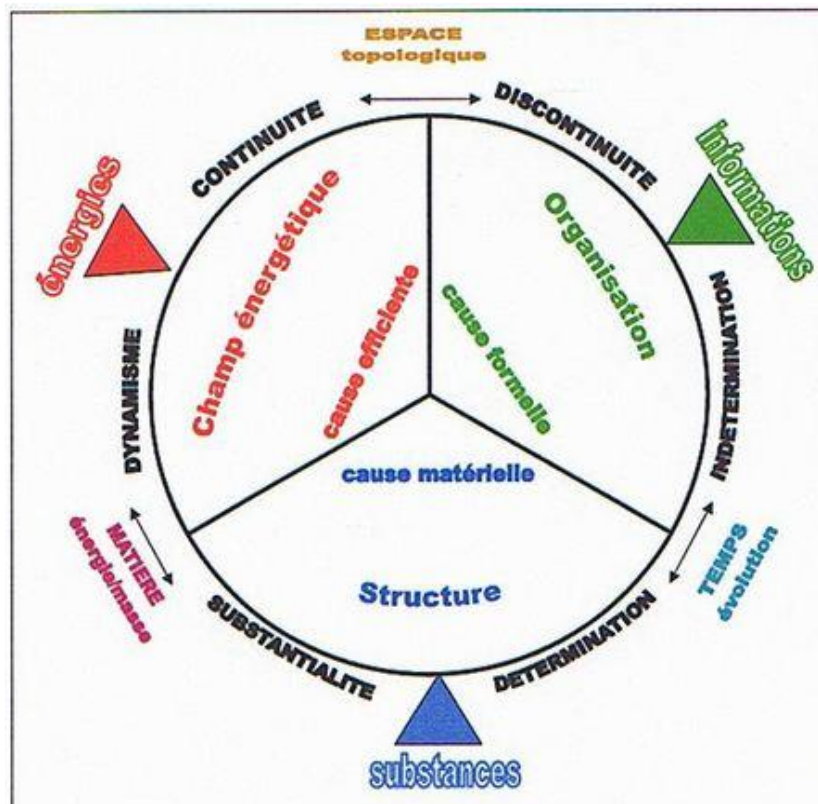 ESPACE
topologique
CONTINUITE
DISCONTINUITE
énergies
informations
Champ énergétique
cause efficiente
cause formelle
Organisation
DYNAMISME
INDETERMINATION
cause matérielle
MATIERE
énergie/masse
TEMPS
évolution
Structure
SUBSTANTIALITE
DETERMINATION
substances